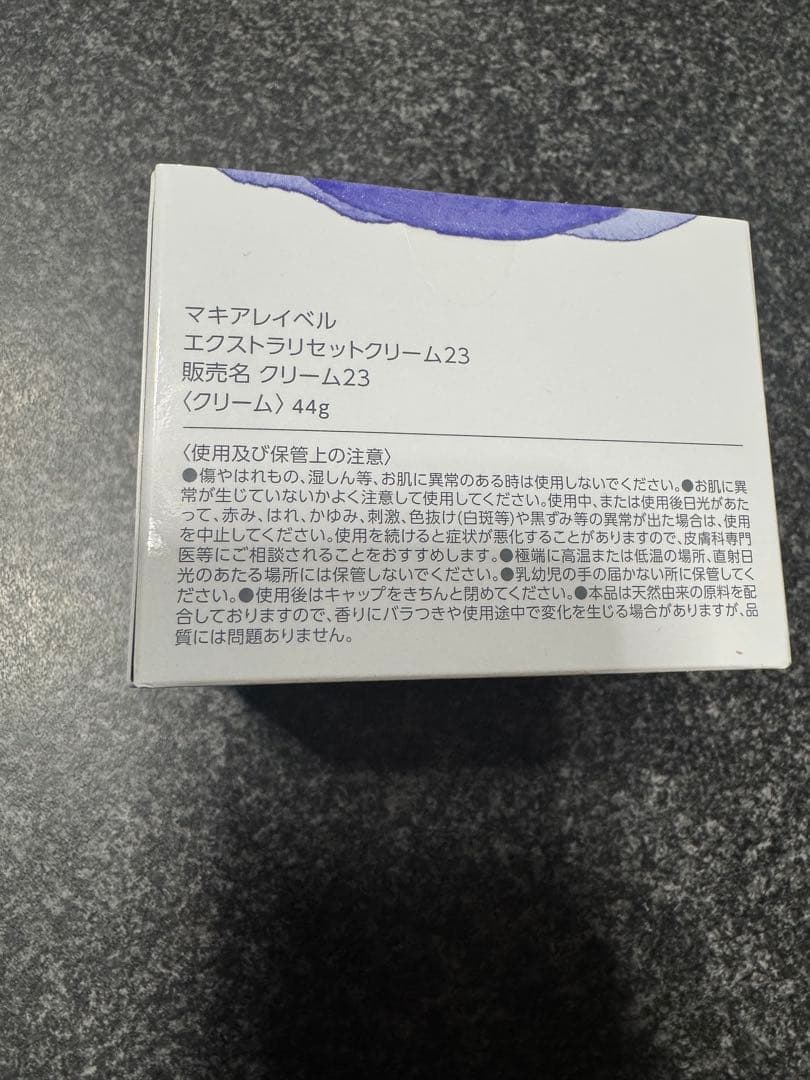 マキアレイベル
エクストラリセットクリーム23
販売名 クリーム23
〈クリーム〉 44g
〈使用及び保管上の注意〉
●傷やはれもの、湿しん等、お肌に異常のある時は使用しないでください。●お肌に異
常が生じていないかよく注意して使用してください。使用中、または使用後日光があた
って、赤み、はれ、かゆみ、刺激、色抜け(白斑等)や黒ずみ等の異常が出た場合は、使用
を中止してください。使用を続けると症状が悪化することがありますので、皮膚科専門
医等にご相談されることをおすすめします。●極端に高温または低温の場所、直射日
光のあたる場所には保管しないでください。●乳幼児の手の届かない所に保管してく
ださい。●使用後はキャップをきちんと閉めてください。●本品は天然由来の原料を配
合しておりますので、香りにバラつきや使用途中で変化を生じる場合がありますが、品
質には問題ありません。